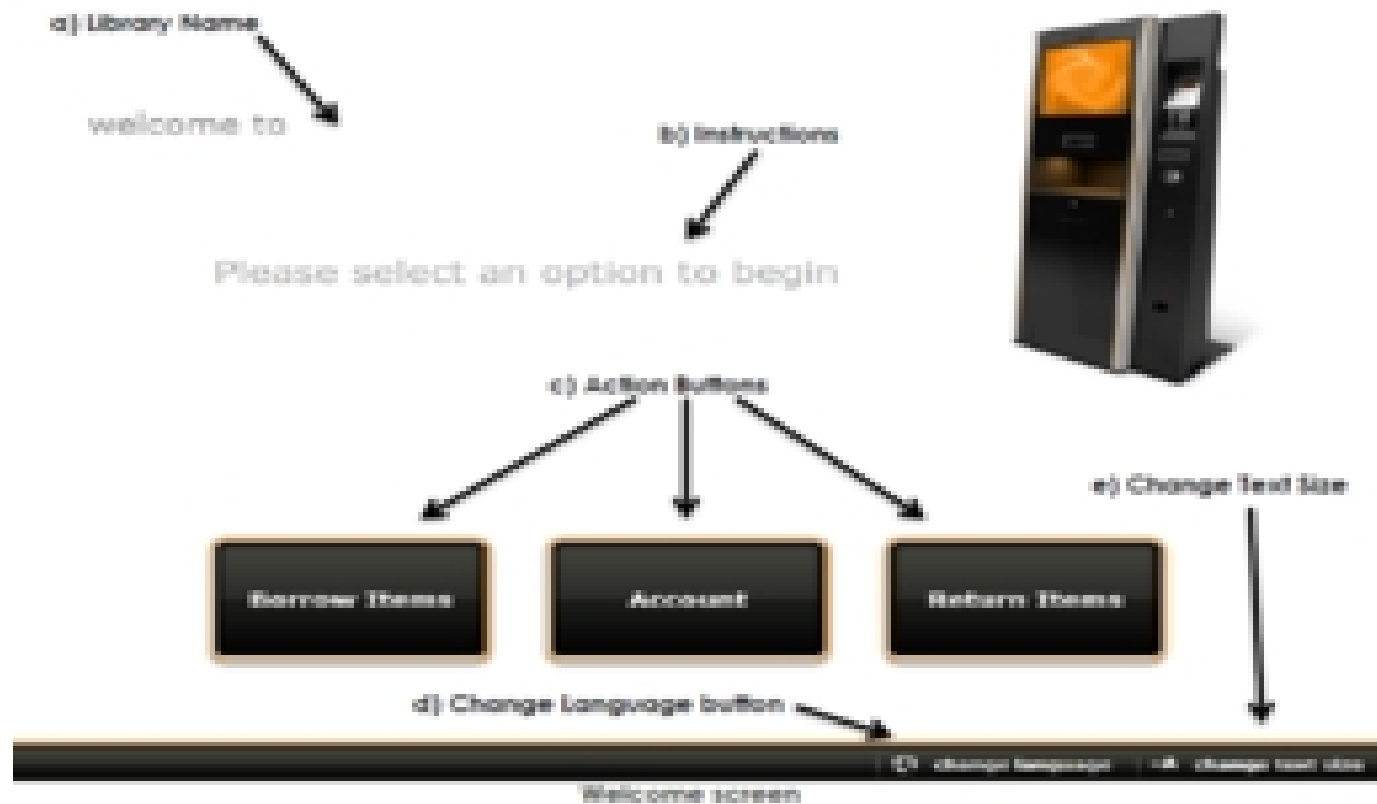 a) Library Name
welcome to
b) Instructions
Please select an option to begin
c) Action Buttons
e) Change Text Size
Borrow Items
Account
Return Items
d) Change Language button
change language
change text size
Welcome screen